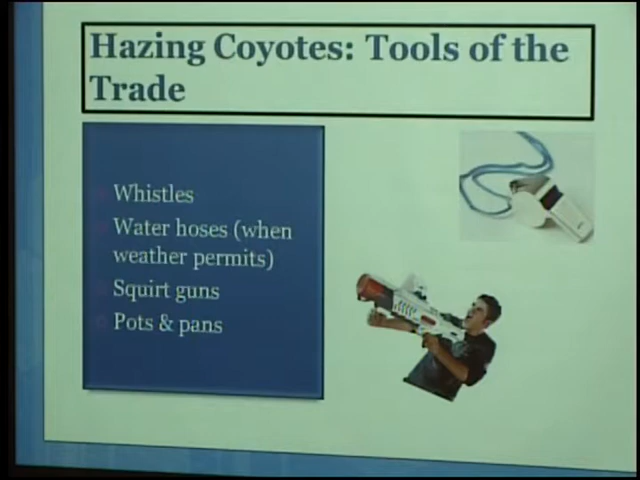 Hazing Coyotes: Tools of the
Trade
Whistles
Water hoses (when
weather permits)
Squirt guns
Pots & pans